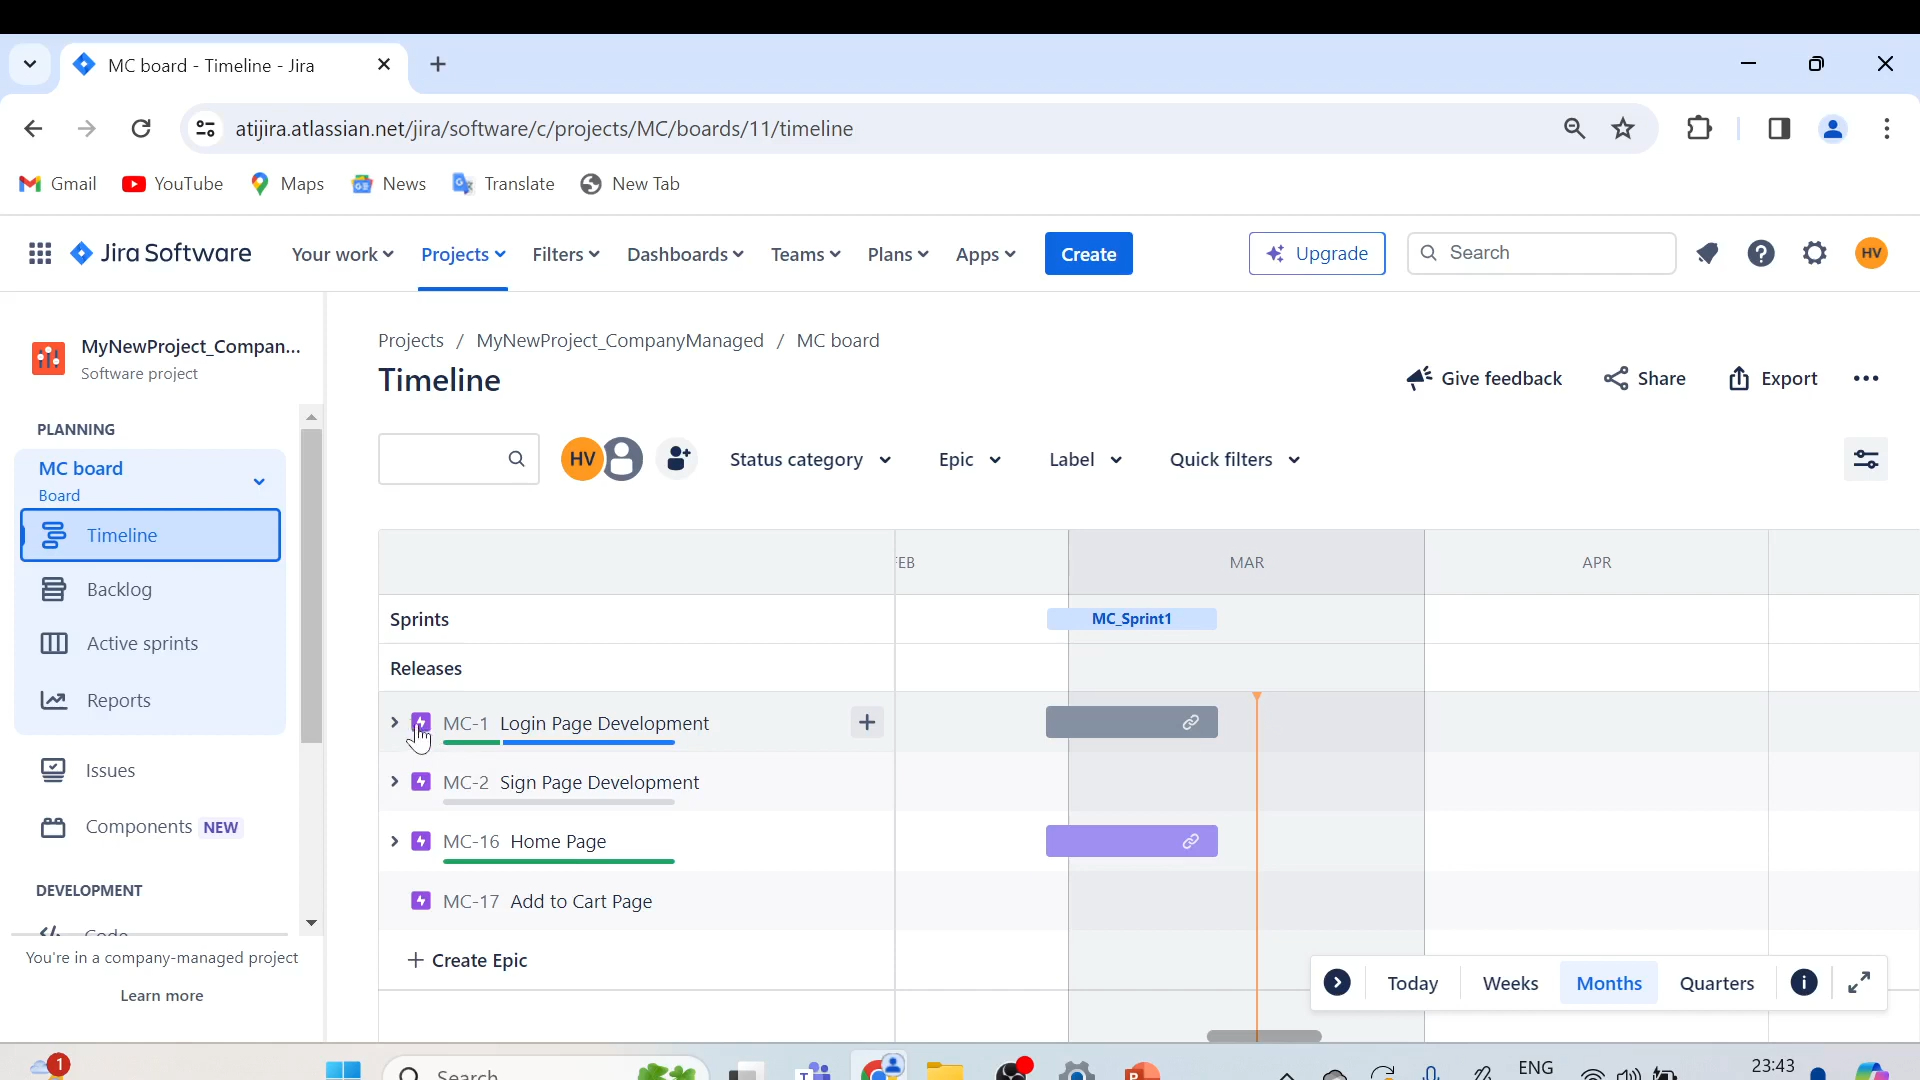 MC board - Timeline - Jira
atijira.atlassian.net/jira/software/c/projects/MC/boards/11/timeline
Gmail YouTube Maps News Translate New Tab
Jira Software Your work Projects Filters Dashboards Teams Plans Apps Create Upgrade Search HV
MyNewProject_Compan...
Software project
PLANNING
MC board
Board
Timeline
Backlog
Active sprints
Reports
Issues
Components NEW
DEVELOPMENT
Code
You're in a company-managed project
Learn more
Projects / MyNewProject_CompanyManaged / MC board
Timeline
Give feedback Share Export
HV Status category Epic Label Quick filters
FEB MAR APR
Sprints MC_Sprint1
Releases
MC-1 Login Page Development
MC-2 Sign Page Development
MC-16 Home Page
MC-17 Add to Cart Page
+ Create Epic
Today Weeks Months Quarters
1 Search ENG 23:43